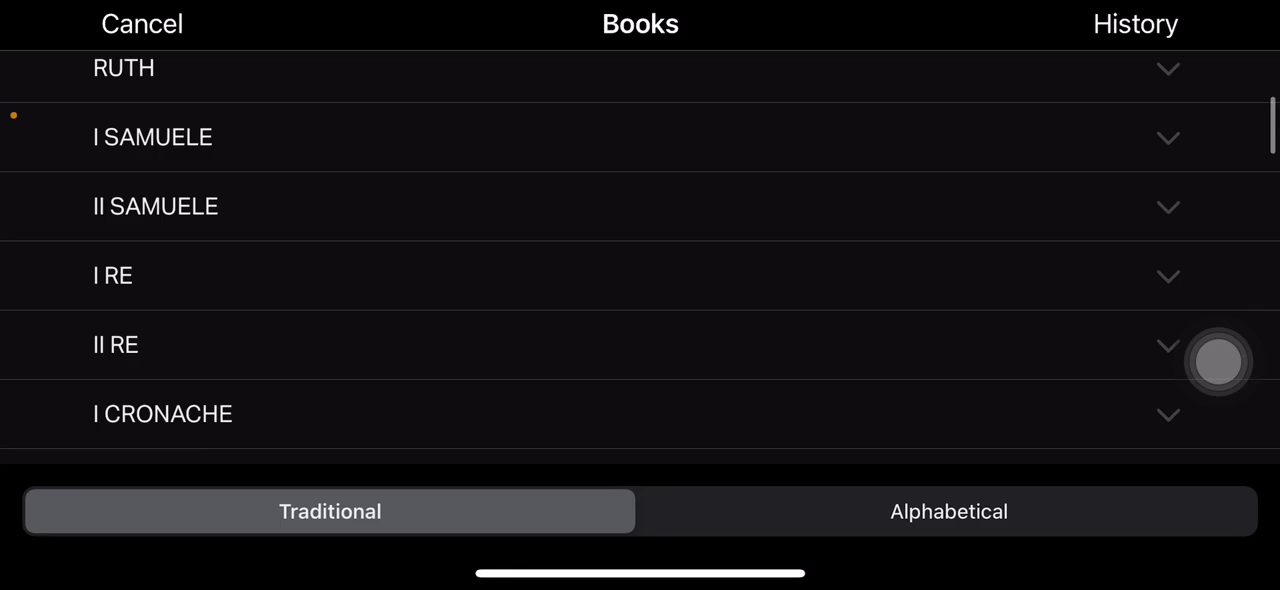 Cancel Books History
RUTH
I SAMUELE
II SAMUELE
I RE
II RE
I CRONACHE
Traditional Alphabetical